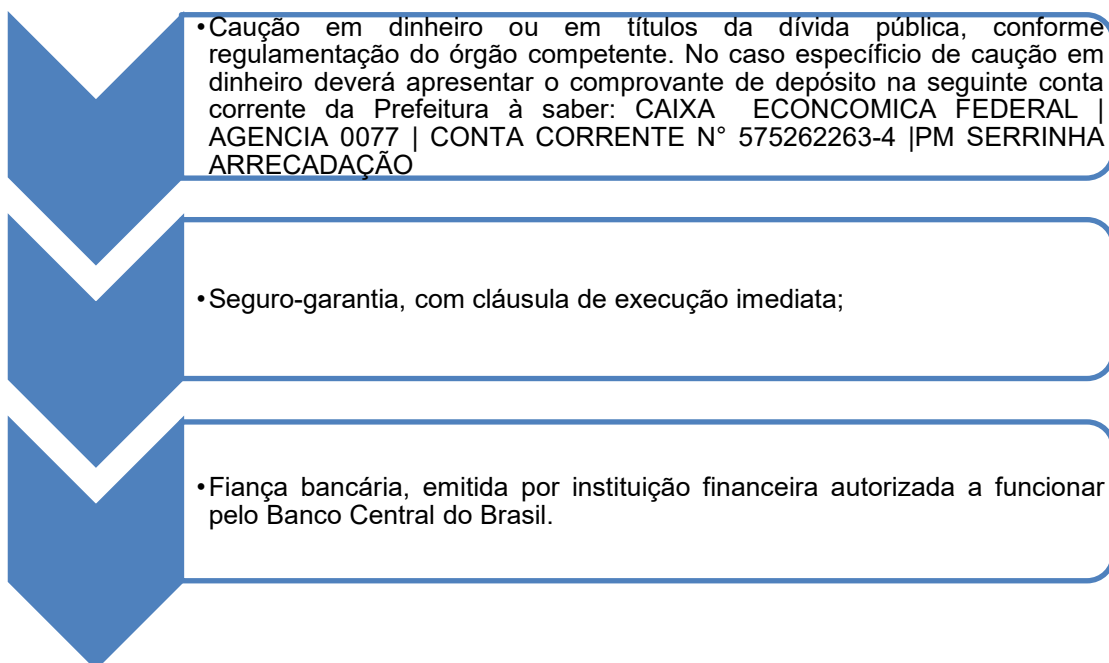 •Caução em dinheiro ou em títulos da dívida pública, conforme
regulamentação do órgão competente. No caso específicio de caução em
dinheiro deverá apresentar o comprovante de depósito na seguinte conta
corrente da Prefeitura à saber: CAIXA ECONCOMICA FEDERAL |
AGENCIA 0077 | CONTA CORRENTE N° 575262263-4 |PM SERRINHA
ARRECADAÇÃO
•Seguro-garantia, com cláusula de execução imediata;
•Fiança bancária, emitida por instituição financeira autorizada a funcionar
pelo Banco Central do Brasil.